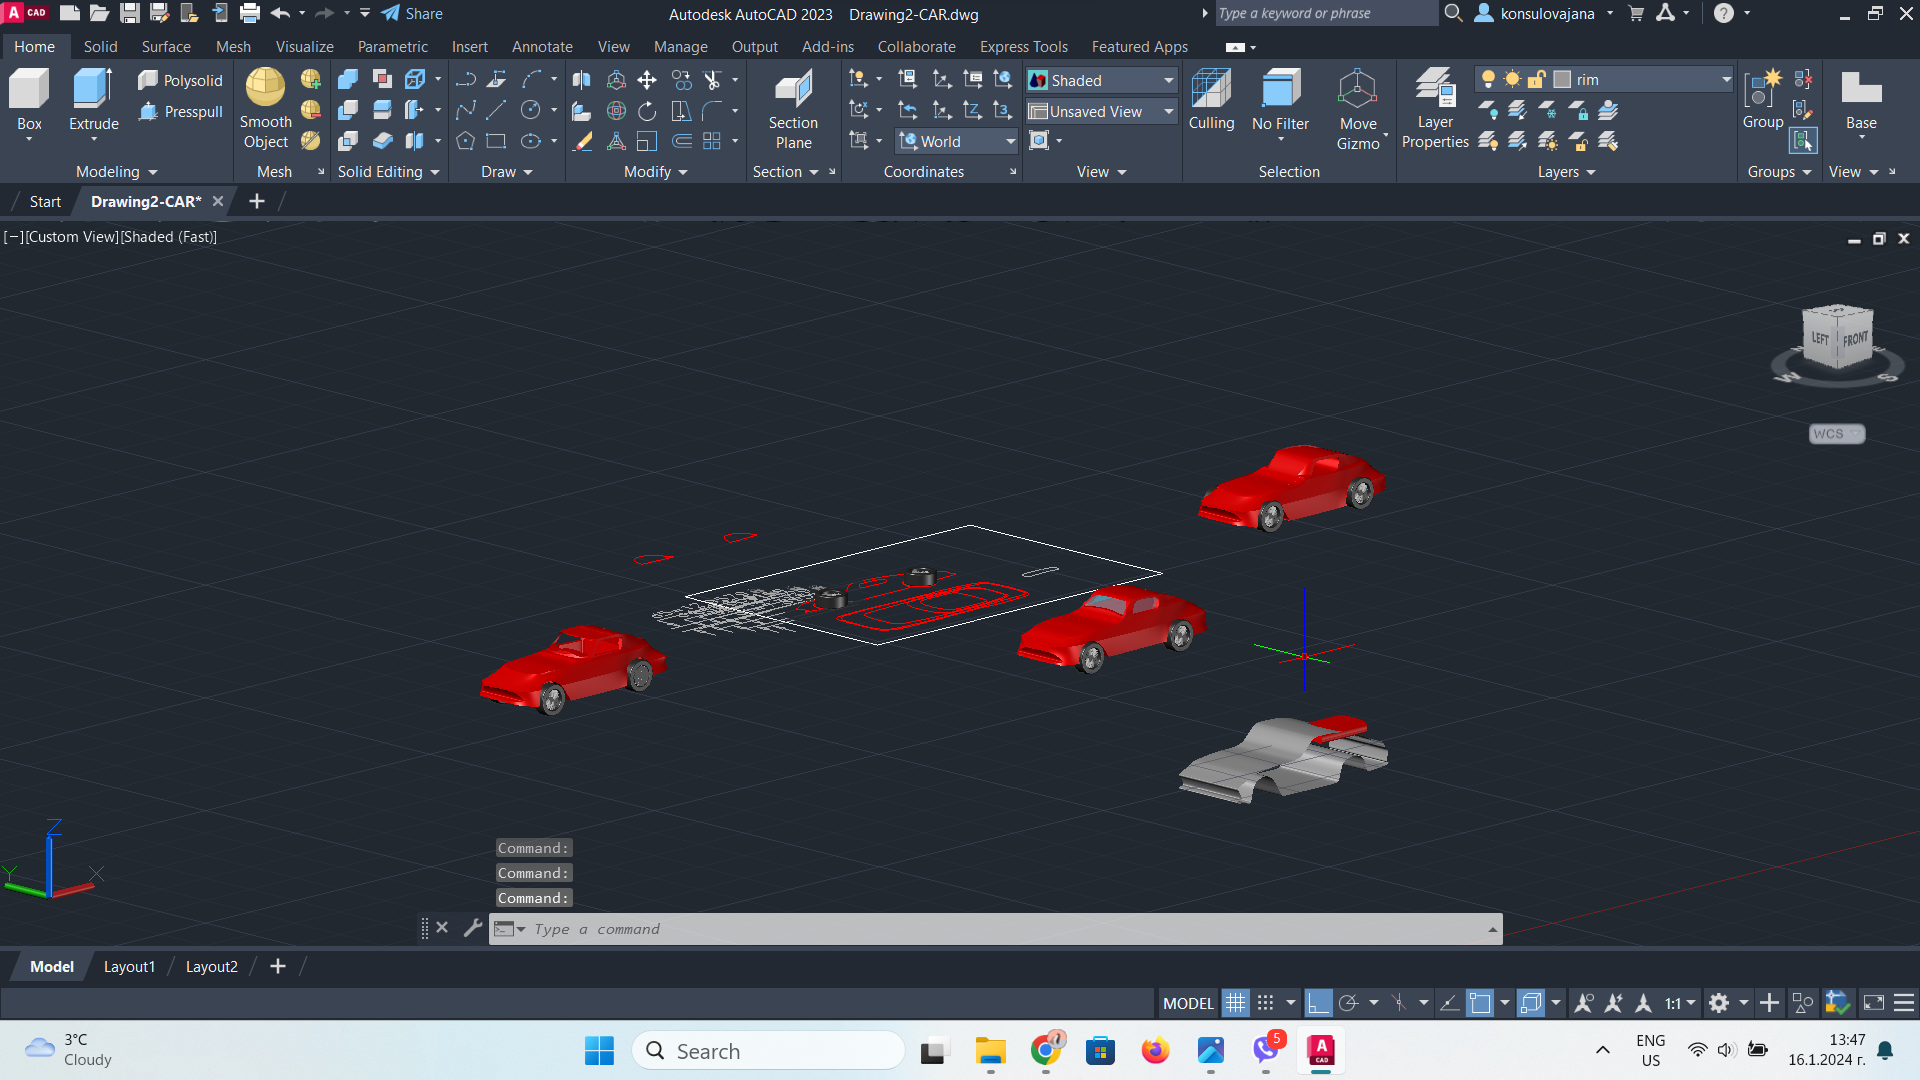 A CAD
Share
Autodesk AutoCAD 2023 Drawing2-CAR.dwg
Type a keyword or phrase
konsulovajana
Home Solid Surface Mesh Visualize Parametric Insert Annotate View Manage Output Add-ins Collaborate Express Tools Featured Apps
Box
Extrude
Polysolid
Presspull
Smooth
Object
Section
Plane
World
Shaded
Unsaved View
Culling
No Filter
Move
Gizmo
Layer
Properties
rim
Group
Base
Modeling Mesh Solid Editing Draw Modify Section Coordinates View Selection Layers Groups View
Start Drawing2-CAR*
[−][Custom View][Shaded (Fast)]
LEFT FRONT
W S
WCS
Z
Y X
Command:
Command:
Command:
Type a command
Model Layout1 Layout2
MODEL 1:1
3°C
Cloudy
Search
5
A
CAD
ENG
US
13:47
16.1.2024 г.